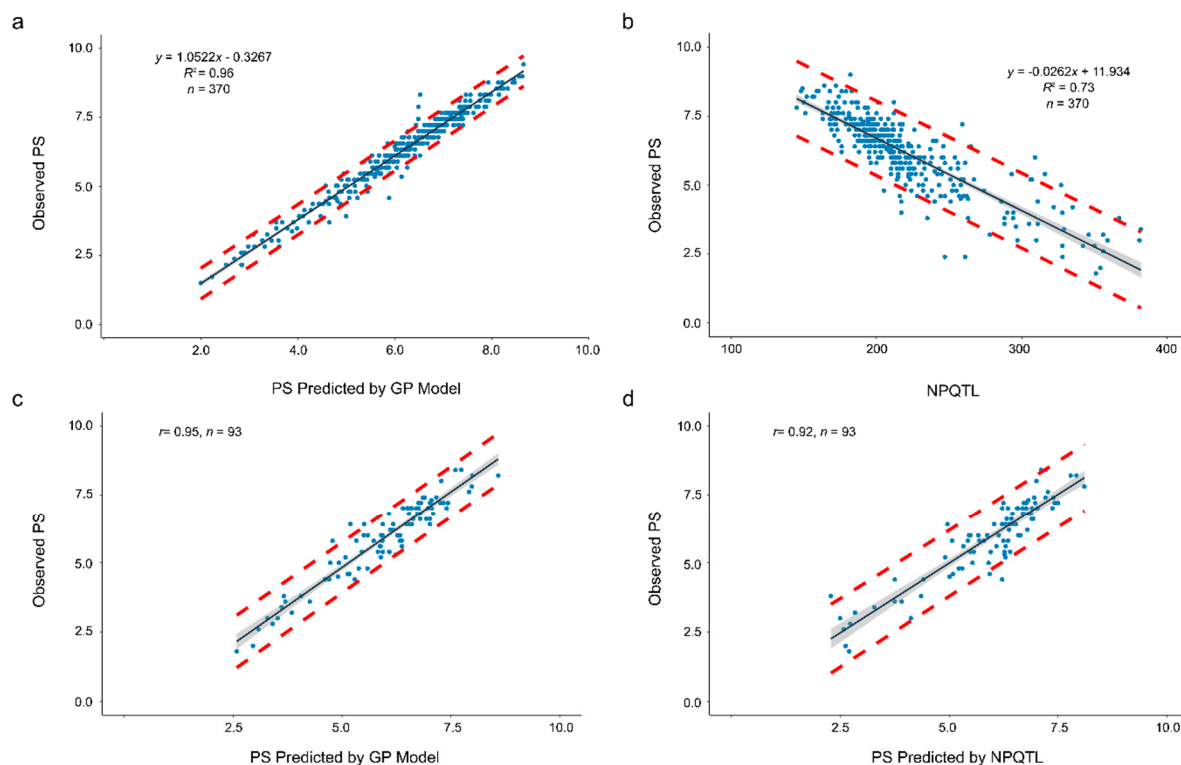 a
10.0
7.5
5.0
2.5
0.0
Observed PS
y = 1.0522x - 0.3267
R² = 0.96
n = 370
2.0
4.0
6.0
8.0
10.0
PS Predicted by GP Model
b
10.0
7.5
5.0
2.5
0.0
Observed PS
y = -0.0262x + 11.934
R² = 0.73
n = 370
100
200
300
400
NPQTL
c
10.0
7.5
5.0
2.5
0.0
Observed PS
r= 0.95, n = 93
2.5
5.0
7.5
10.0
PS Predicted by GP Model
d
10.0
7.5
5.0
2.5
0.0
Observed PS
r= 0.92, n = 93
2.5
5.0
7.5
10.0
PS Predicted by NPQTL